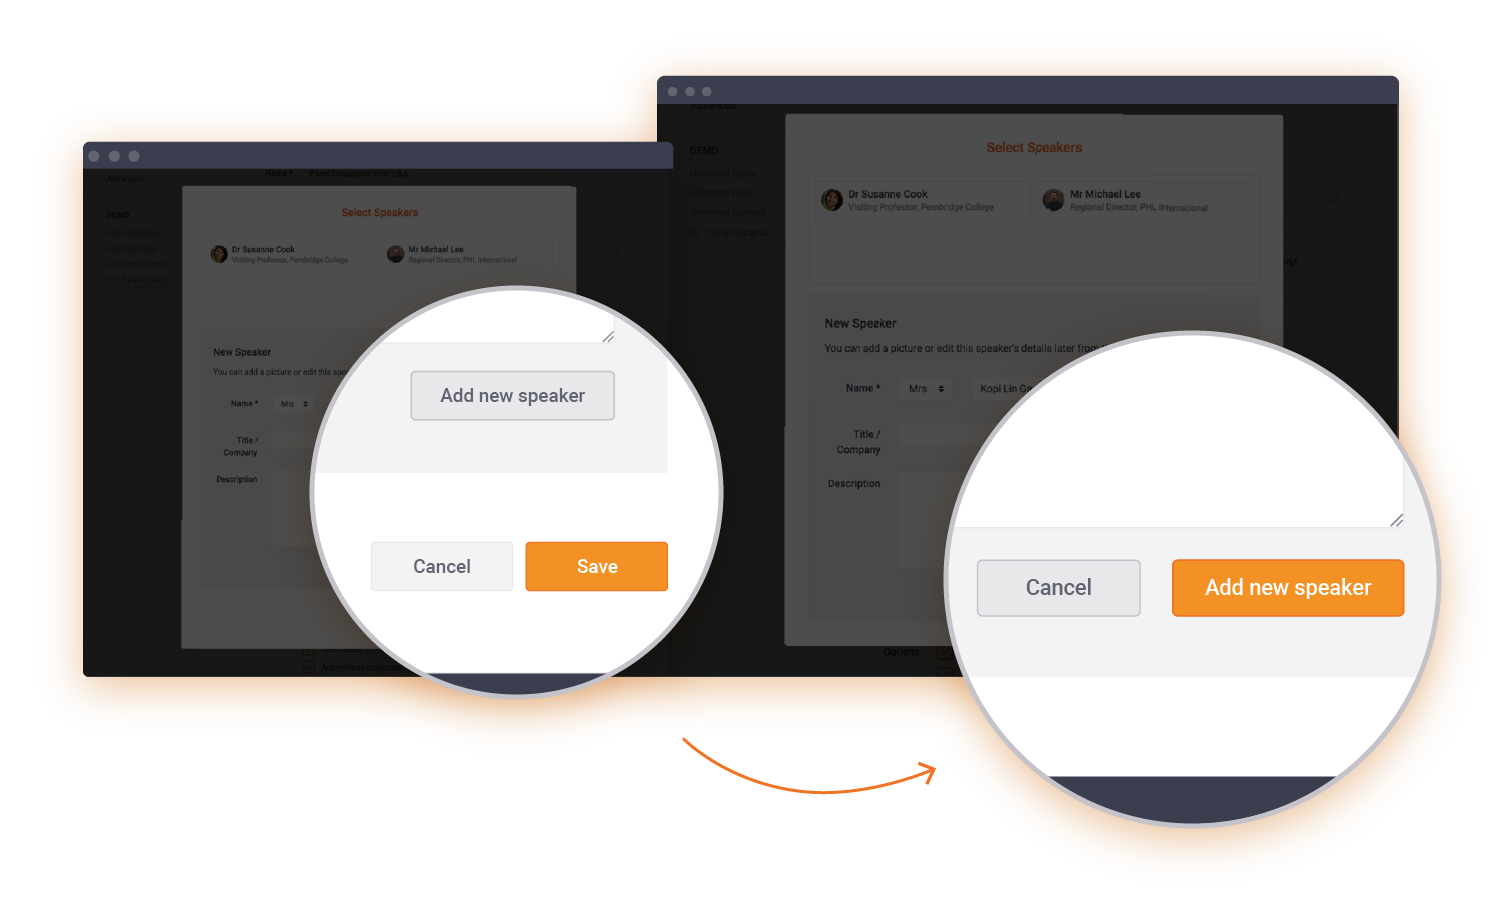 Advanced
Name * Panel Discussion With Q&A
DEMO
Unlimited Q&As
Unlimited Polls
Unlimited Surveys
Select Speakers
Dr Susanne Cook
Visiting Professor, Pembridge College
Mr Michael Lee
Regional Director, PHL International
New Speaker
You can add a picture or edit this spe
Name * Mrs
Title /
Company
Description
Anonymous responses
Add new speaker
Cancel
Save
Advanced
DEMO
Unlimited Q&As
Unlimited Polls
Unlimited Surveys
0 / 15 Participants
Select Speakers
Dr Susanne Cook
Visiting Professor, Pembridge College
Mr Michael Lee
Regional Director, PHL International
PM
New Speaker
You can add a picture or edit this speaker's details later from
Name * Mrs Kopi Lin Ga
Title /
Company
Description
Options
Cancel
Add new speaker